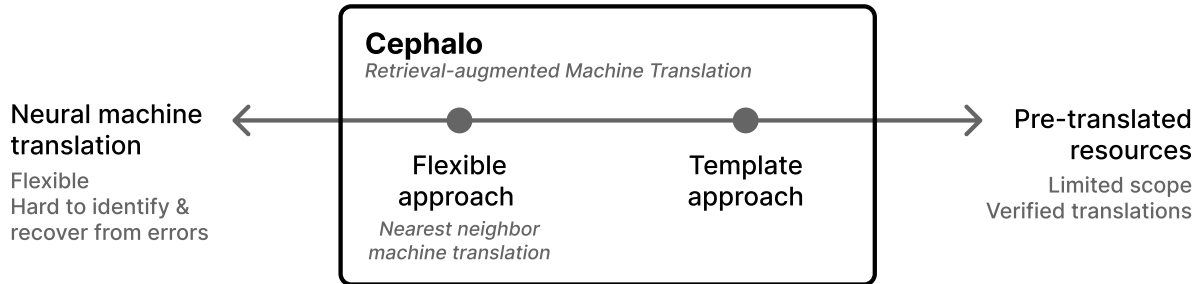 Cephalo
Retrieval-augmented Machine Translation
Neural machine
translation
Flexible
Hard to identify &
recover from errors
Flexible
approach
Nearest neighbor
machine translation
Template
approach
Pre-translated
resources
Limited scope
Verified translations